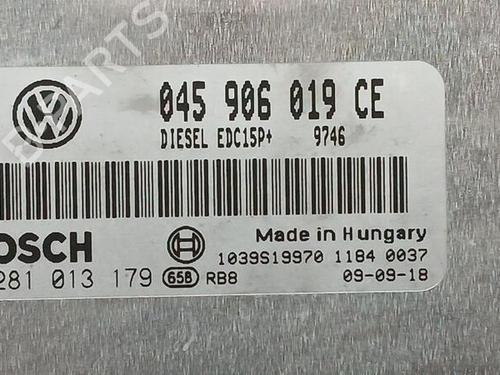 045 906 019 CE
DIESEL EDC15P+ 9746
OSCH
Made in Hungary
1039S19970 1184 0037
281 013 179 658 RB8 09-09-18